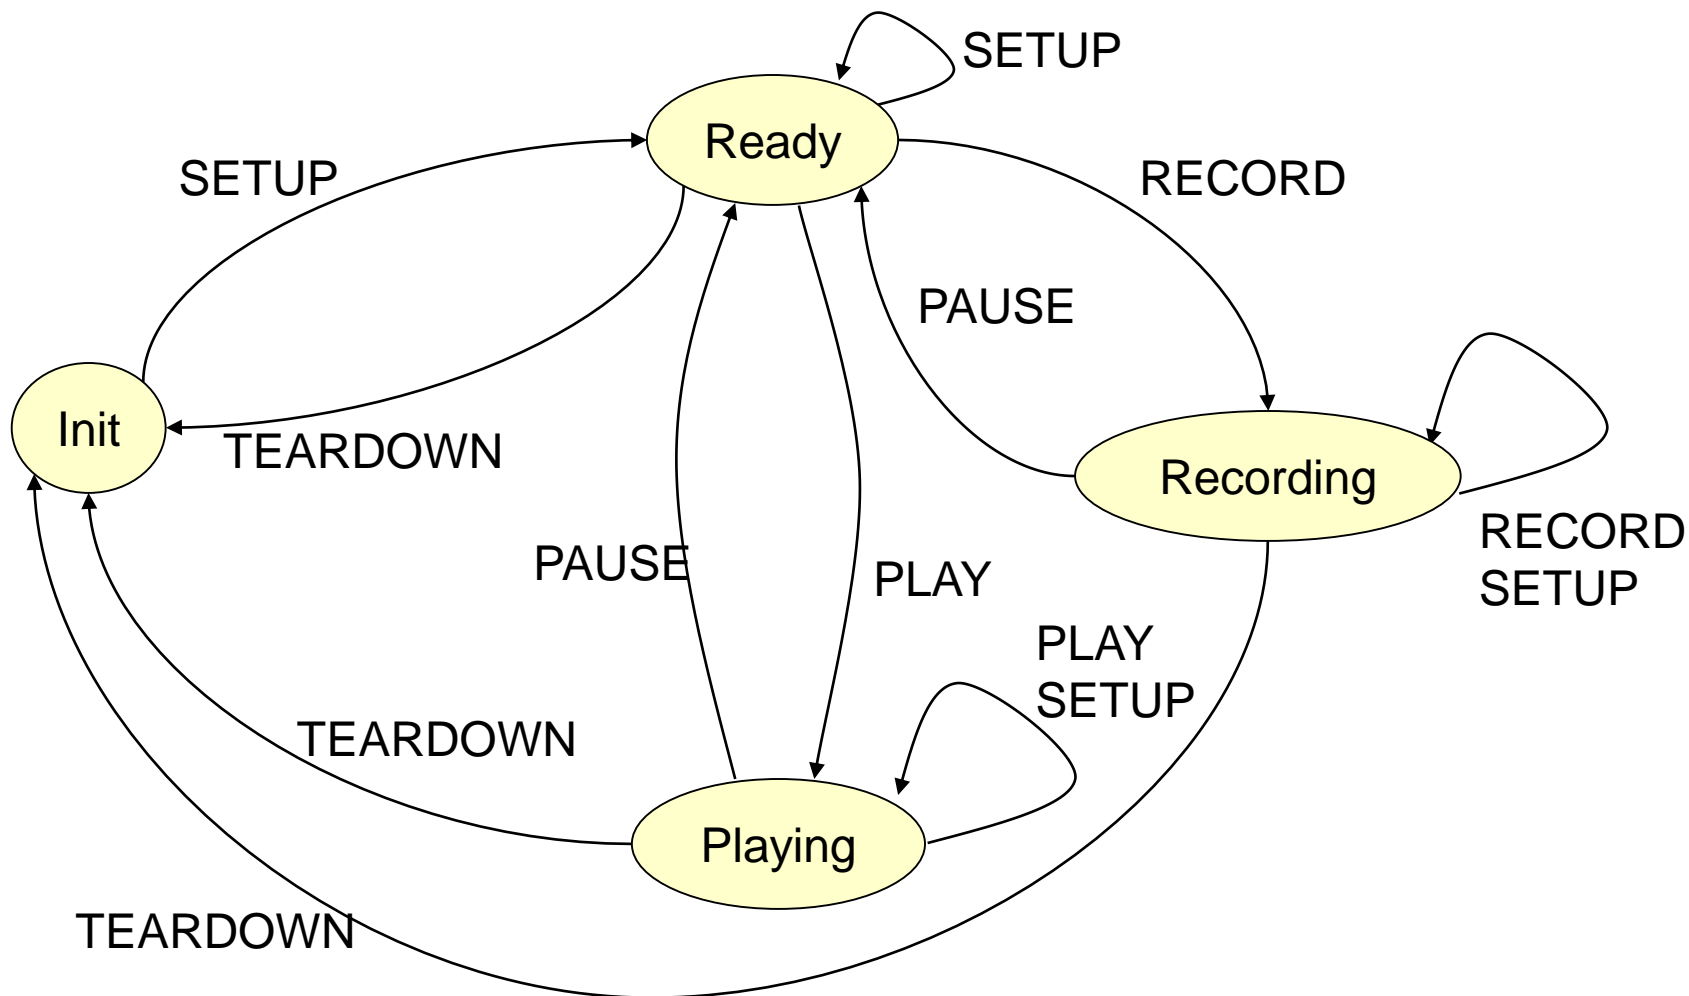 SETUP
Ready
SETUP
RECORD
PAUSE
Init
TEARDOWN
Recording
RECORD
SETUP
PAUSE
PLAY
PLAY
SETUP
TEARDOWN
Playing
TEARDOWN